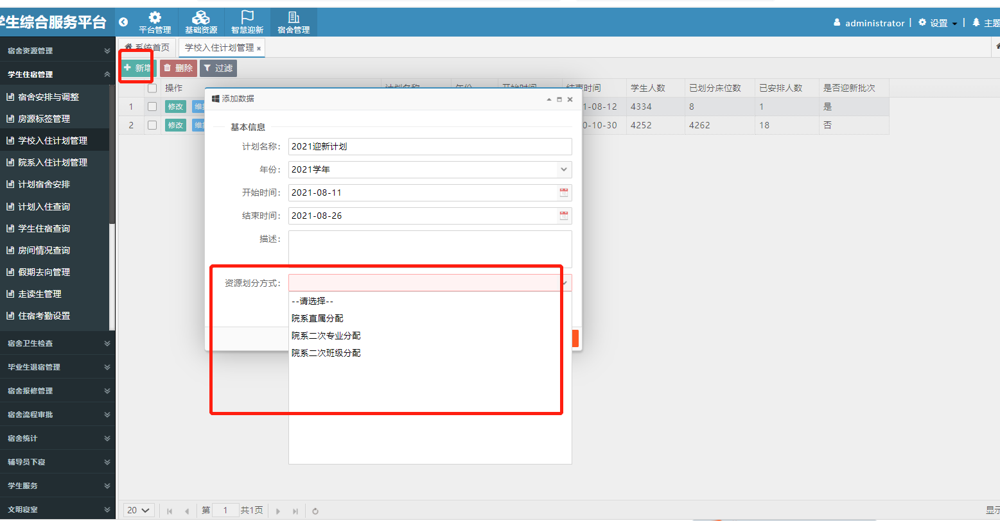 学生综合服务平台
平台管理
基础资源
智慧迎新
宿舍管理
administrator
设置
主题
宿舍资源管理
学生住宿管理
宿舍安排与调整
房源标签管理
学校入住计划管理
院系入住计划管理
计划宿舍安排
计划入住查询
学生住宿查询
房间情况查询
假期去向管理
走读生管理
住宿考勤设置
宿舍卫生检查
毕业生退宿管理
宿舍报修管理
宿舍流程审批
宿舍统计
辅导员下寝
学生服务
文明寝室
系统首页
学校入住计划管理
新增
删除
过滤
操作 计划名称 年份 开始时间 结束时间 学生人数 已划分床位数 已安排人数 是否迎新批次
1 修改 维 1-08-12 4334 8 1 是
2 修改 维 0-10-30 4252 4262 18 否
添加数据
基本信息
计划名称: 2021迎新计划
年份: 2021学年
开始时间: 2021-08-11
结束时间: 2021-08-26
描述:
资源划分方式:
--请选择--
院系直属分配
院系二次专业分配
院系二次班级分配
20 第 1 共1页
显示